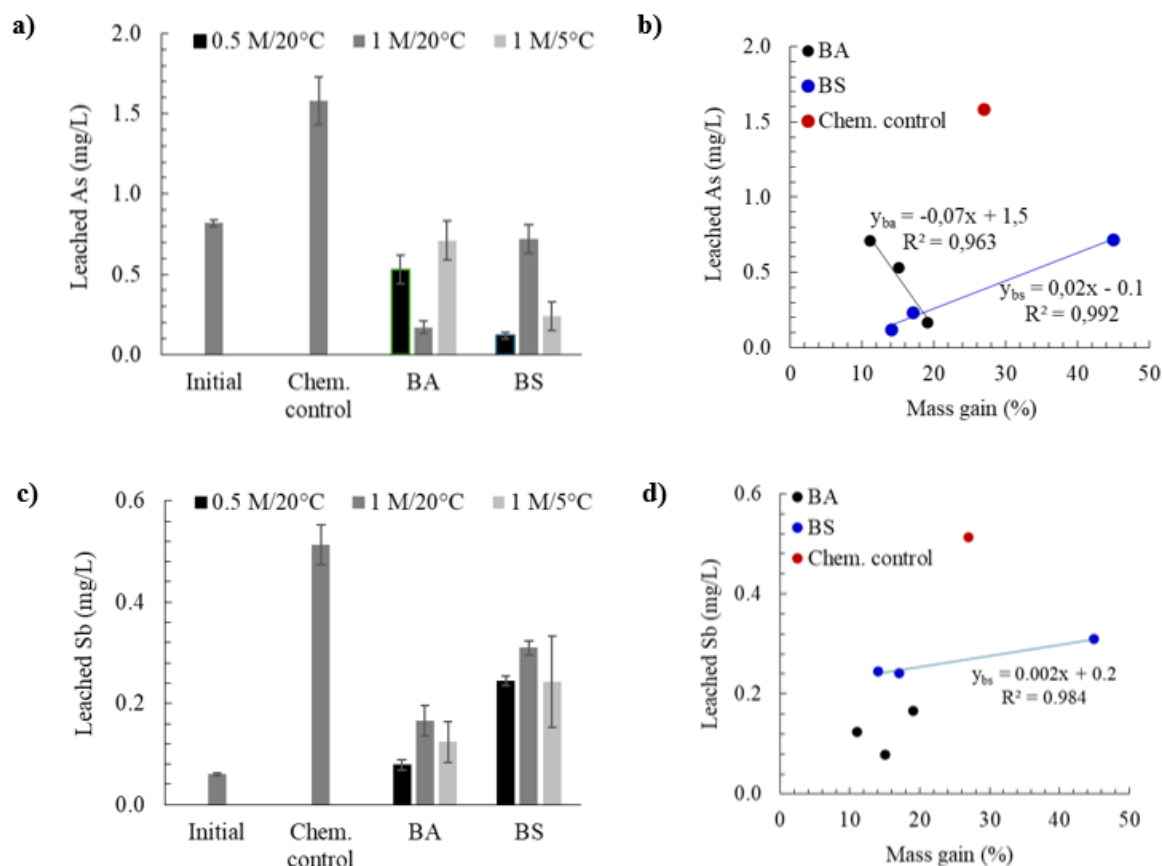 a)
0.5 M/20°C 1 M/20°C 1 M/5°C
Leached As (mg/L)
2.0
1.5
1.0
0.5
0.0
Initial Chem. control BA BS
b)
BA
BS
Chem. control
Leached As (mg/L)
2.0
1.5
1.0
0.5
0.0
y_ba = -0,07x + 1,5
R² = 0,963
y_bs = 0,02x - 0.1
R² = 0,992
0 10 20 30 40 50
Mass gain (%)
c)
0.5 M/20°C 1 M/20°C 1 M/5°C
Leached Sb (mg/L)
0.6
0.4
0.2
0.0
Initial Chem. control BA BS
d)
BA
BS
Chem. control
Leached Sb (mg/L)
0.6
0.4
0.2
0.0
y_bs = 0.002x + 0.2
R² = 0.984
0 10 20 30 40 50
Mass gain (%)